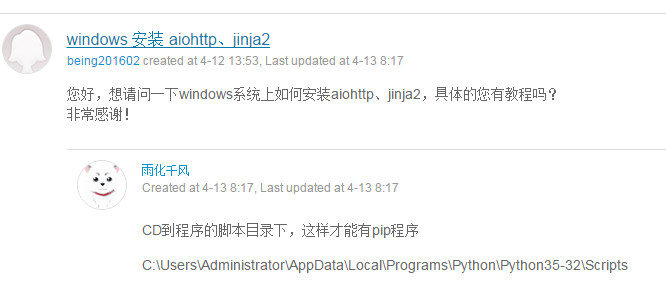 windows 安装 aiohttp、jinja2
being201602 created at 4-12 13:53, Last updated at 4-13 8:17
您好，想请问一下windows系统上如何安装aiohttp、jinja2，具体的您有教程吗？
非常感谢！
雨化千风
Created at 4-13 8:17, Last updated at 4-13 8:17
CD到程序的脚本目录下，这样才能有pip程序
C:\Users\Administrator\AppData\Local\Programs\Python\Python35-32\Scripts